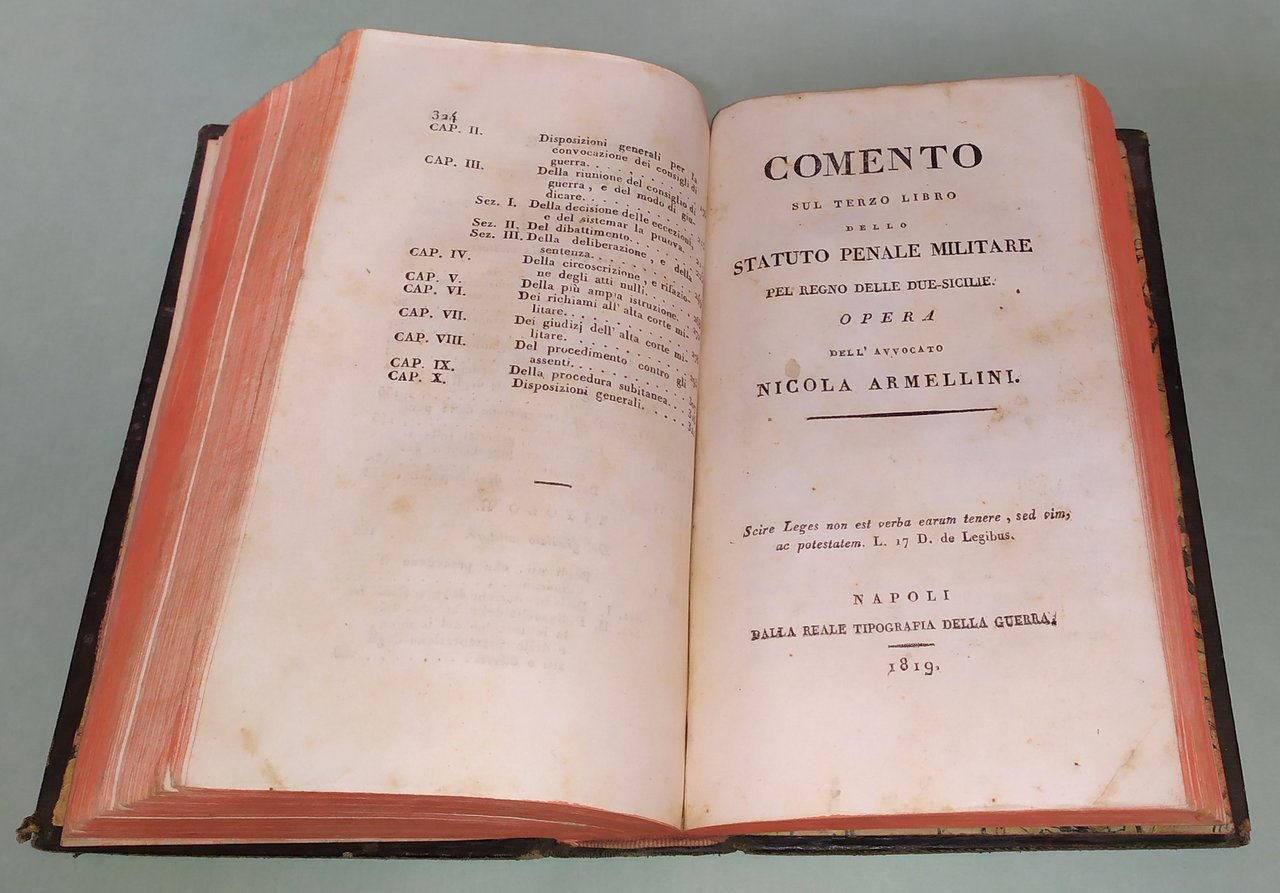 324
CAP. II. Disposizioni generali per la
convocazione dei consigli di
guerra. . . . . . . . .
CAP. III. Della riunione del consiglio di
guerra, e del modo di giu-
dicare. . . . . . . . .
Sez. I. Della decisione delle eccezioni
e del sistemar la pruova.
Sez. II. Del dibattimento. . . . .
Sez. III. Della deliberazione, e della
sentenza. . . . . . . .
CAP. IV. Della circoscrizione, e rifazio-
ne degli atti nulli. . .
CAP. V. Della più ampia istruzione. .
CAP. VI. Dei richiami all' alta corte mi-
litare. . . . . . . . .
CAP. VII. Dei giudizj dell' alta corte mi-
litare. . . . . . . . .
CAP. VIII. Del procedimento contro gli
assenti. . . . . . . . .
CAP. IX. Della procedura subitanea. . .
CAP. X. Disposizioni generali. . . . .
COMENTO
SUL TERZO LIBRO
DELLO
STATUTO PENALE MILITARE
PEL REGNO DELLE DUE-SICILIE.
OPERA
DELL' AVVOCATO
NICOLA ARMELLINI.
Scire Leges non est verba earum tenere, sed vim,
ac potestatem. L. 17 D. de Legibus.
NAPOLI
DALLA REALE TIPOGRAFIA DELLA GUERRA.
1819.